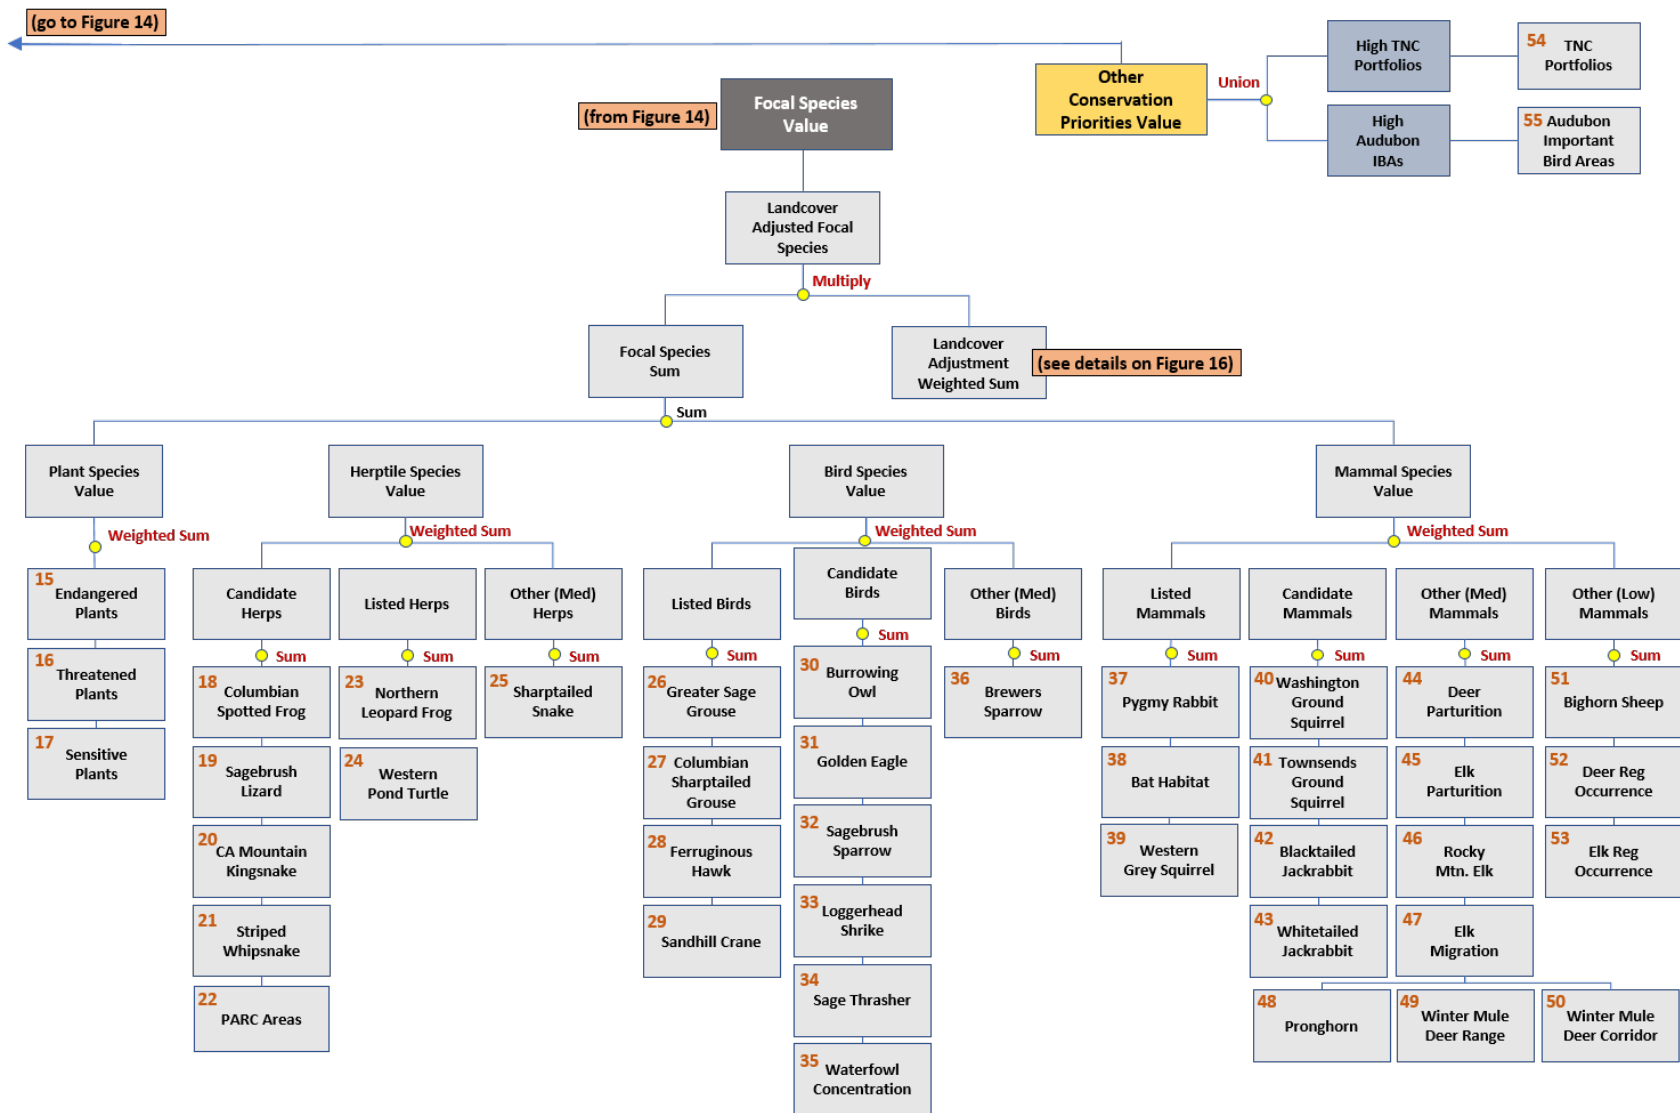 (go to Figure 14)
High TNC
Portfolios
54
TNC
Portfolios
Other
Conservation
Priorities Value
Union
Focal Species
Value
(from Figure 14)
High
Audubon
IBAs
55
Audubon
Important
Bird Areas
Landcover
Adjusted Focal
Species
Multiply
Focal Species
Sum
Landcover
Adjustment
Weighted Sum
(see details on Figure 16)
Sum
Plant Species
Value
Herptile Species
Value
Bird Species
Value
Mammal Species
Value
Weighted Sum
Weighted Sum
Weighted Sum
Weighted Sum
15
Endangered
Plants
16
Threatened
Plants
17
Sensitive
Plants
Candidate
Herps
Sum
18
Columbian
Spotted Frog
19
Sagebrush
Lizard
20
CA Mountain
Kingsnake
21
Striped
Whipsnake
22
PARC Areas
Listed Herps
Sum
23
Northern
Leopard Frog
24
Western
Pond Turtle
Other (Med)
Herps
Sum
25
Sharptailed
Snake
Listed Birds
Sum
26
Greater Sage
Grouse
27
Columbian
Sharptailed
Grouse
28
Ferruginous
Hawk
29
Sandhill Crane
Candidate
Birds
Sum
30
Burrowing
Owl
31
Golden Eagle
32
Sagebrush
Sparrow
33
Loggerhead
Shrike
34
Sage Thrasher
35
Waterfowl
Concentration
Other (Med)
Birds
Sum
36
Brewers
Sparrow
Listed
Mammals
Sum
37
Pygmy Rabbit
38
Bat Habitat
39
Western
Grey Squirrel
Candidate
Mammals
Sum
40
Washington
Ground
Squirrel
41
Townsends
Ground
Squirrel
42
Blacktailed
Jackrabbit
43
Whitetailed
Jackrabbit
Other (Med)
Mammals
Sum
44
Deer
Parturition
45
Elk
Parturition
46
Rocky
Mtn. Elk
47
Elk
Migration
48
Pronghorn
49
Winter Mule
Deer Range
50
Winter Mule
Deer Corridor
Other (Low)
Mammals
Sum
51
Bighorn Sheep
52
Deer Reg
Occurrence
53
Elk Reg
Occurrence